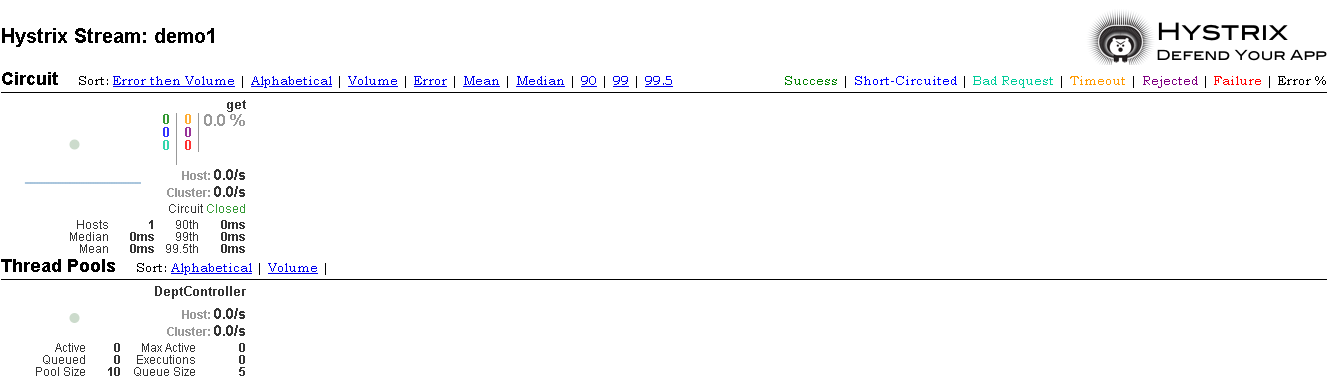 Hystrix Stream: demo1
HYSTRIX
DEFEND YOUR APP
Circuit Sort: Error then Volume | Alphabetical | Volume | Error | Mean | Median | 90 | 99 | 99.5
Success | Short-Circuited | Bad Request | Timeout | Rejected | Failure | Error %
get
0 0 0.0 %
0 0
0 0
Host: 0.0/s
Cluster: 0.0/s
Circuit Closed
Hosts 1 90th 0ms
Median 0ms 99th 0ms
Mean 0ms 99.5th 0ms
Thread Pools Sort: Alphabetical | Volume |
DeptController
Host: 0.0/s
Cluster: 0.0/s
Active 0 Max Active 0
Queued 0 Executions 0
Pool Size 10 Queue Size 5